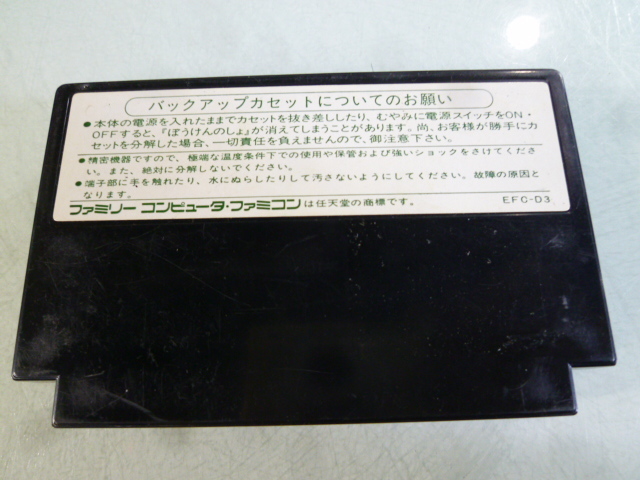 バックアップカセットについてのお願い
●本体の電源を入れたままでカセットを抜き差ししたり、むやみに電源スイッチをON・
OFFすると、『ぼうけんのしょ』が消えてしまうことがあります。尚、お客様が勝手にカ
セットを分解した場合、一切責任を負えませんので、御注意下さい。
●精密機器ですので、極端な温度条件下での使用や保管および強いショックをさけてくださ
い。また、絶対に分解しないでください。
●端子部に手を触れたり、水にぬらしたりして汚さないようにしてください。故障の原因と
なります。
ファミリー コンピュータ・ファミコンは任天堂の商標です。 EFC-D3